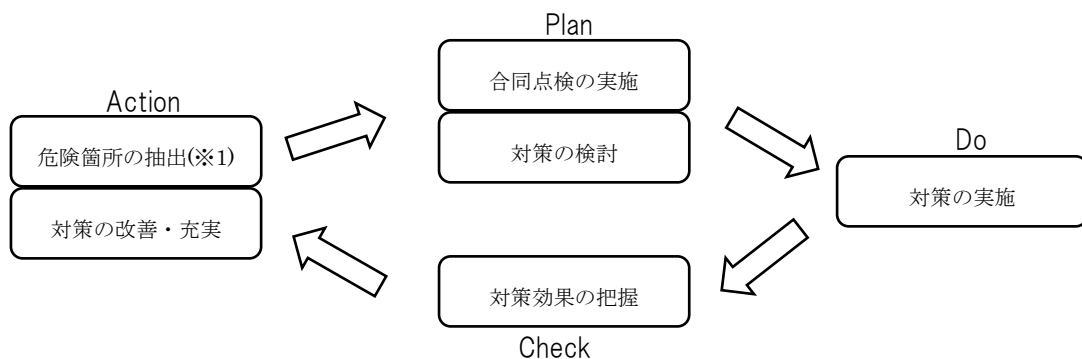 Plan
合同点検の実施
対策の検討
Do
対策の実施
対策効果の把握
Check
Action
危険箇所の抽出(※1)
対策の改善・充実